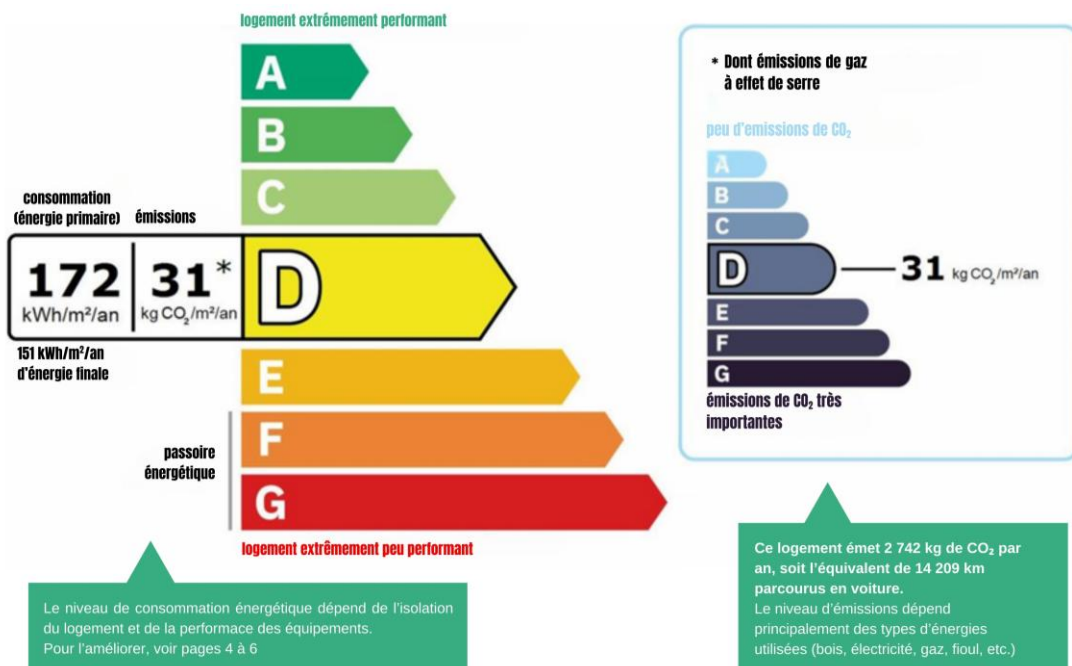 logement extrêmement performant
A
B
C
consommation
(énergie primaire)
émissions
172
kWh/m²/an
31*
kg CO₂/m²/an
D
151 kWh/m²/an
d'énergie finale
E
F
G
passoire
énergétique
logement extrêmement peu performant
Le niveau de consommation énergétique dépend de l'isolation
du logement et de la performace des équipements.
Pour l'améliorer, voir pages 4 à 6
* Dont émissions de gaz
à effet de serre
peu d'emissions de CO₂
A
B
C
D
31 kg CO₂/m²/an
E
F
G
émissions de CO₂ très
importantes
Ce logement émet 2 742 kg de CO₂ par
an, soit l'équivalent de 14 209 km
parcourus en voiture.
Le niveau d'émissions dépend
principalement des types d'énergies
utilisées (bois, électricité, gaz, fioul, etc.)